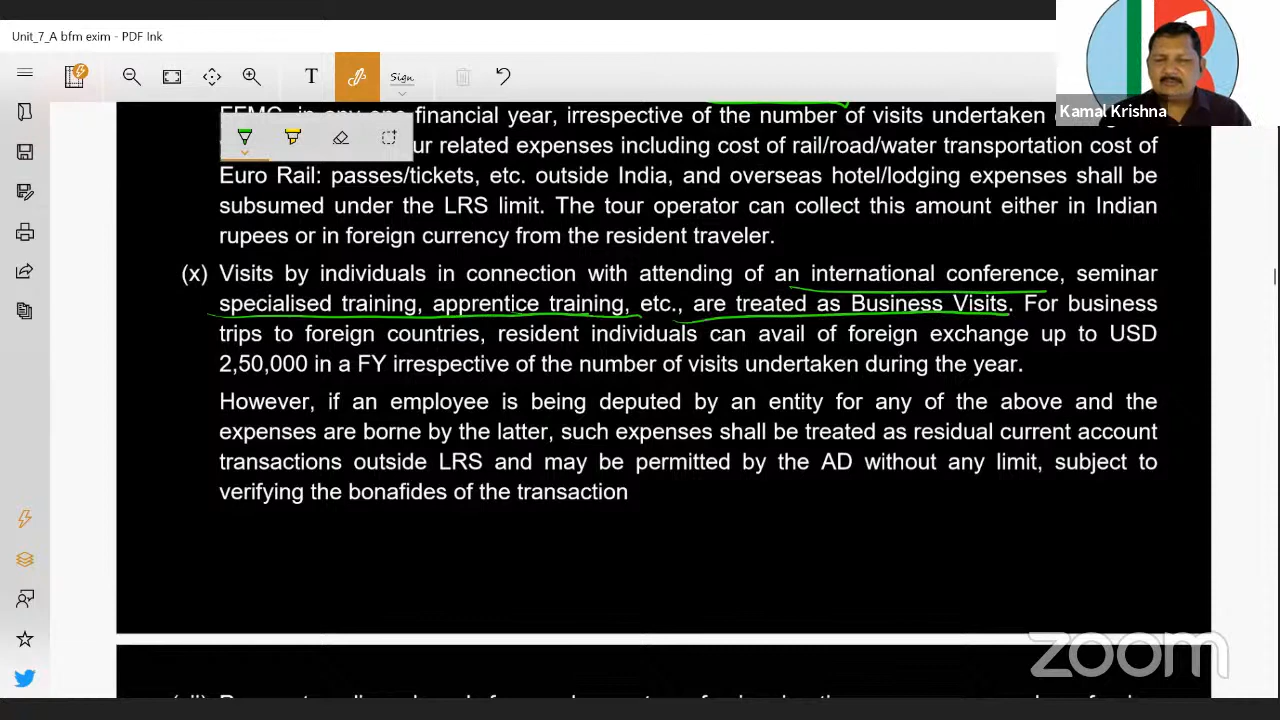 Unit_7_A bfm exim - PDF Ink
T
Sign
Kamal Krishna
financial year, irrespective of the number of visits undertaken
related expenses including cost of rail/road/water transportation cost of
Euro Rail: passes/tickets, etc. outside India, and overseas hotel/lodging expenses shall be
subsumed under the LRS limit. The tour operator can collect this amount either in Indian
rupees or in foreign currency from the resident traveler.
(x) Visits by individuals in connection with attending of an international conference, seminar
specialised training, apprentice training, etc., are treated as Business Visits. For business
trips to foreign countries, resident individuals can avail of foreign exchange up to USD
2,50,000 in a FY irrespective of the number of visits undertaken during the year.
However, if an employee is being deputed by an entity for any of the above and the
expenses are borne by the latter, such expenses shall be treated as residual current account
transactions outside LRS and may be permitted by the AD without any limit, subject to
verifying the bonafides of the transaction
zoom